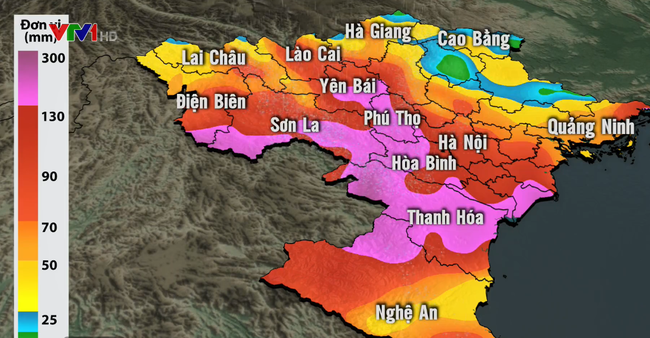 Đơn vị
(mm)
VTV1 HD
300
130
90
70
50
25
Hà Giang
Cao Bằng
Lai Châu
Lào Cai
Yên Bái
Điện Biên
Phú Thọ
Sơn La
Hà Nội
Quảng Ninh
Hòa Bình
Thanh Hóa
Nghệ An